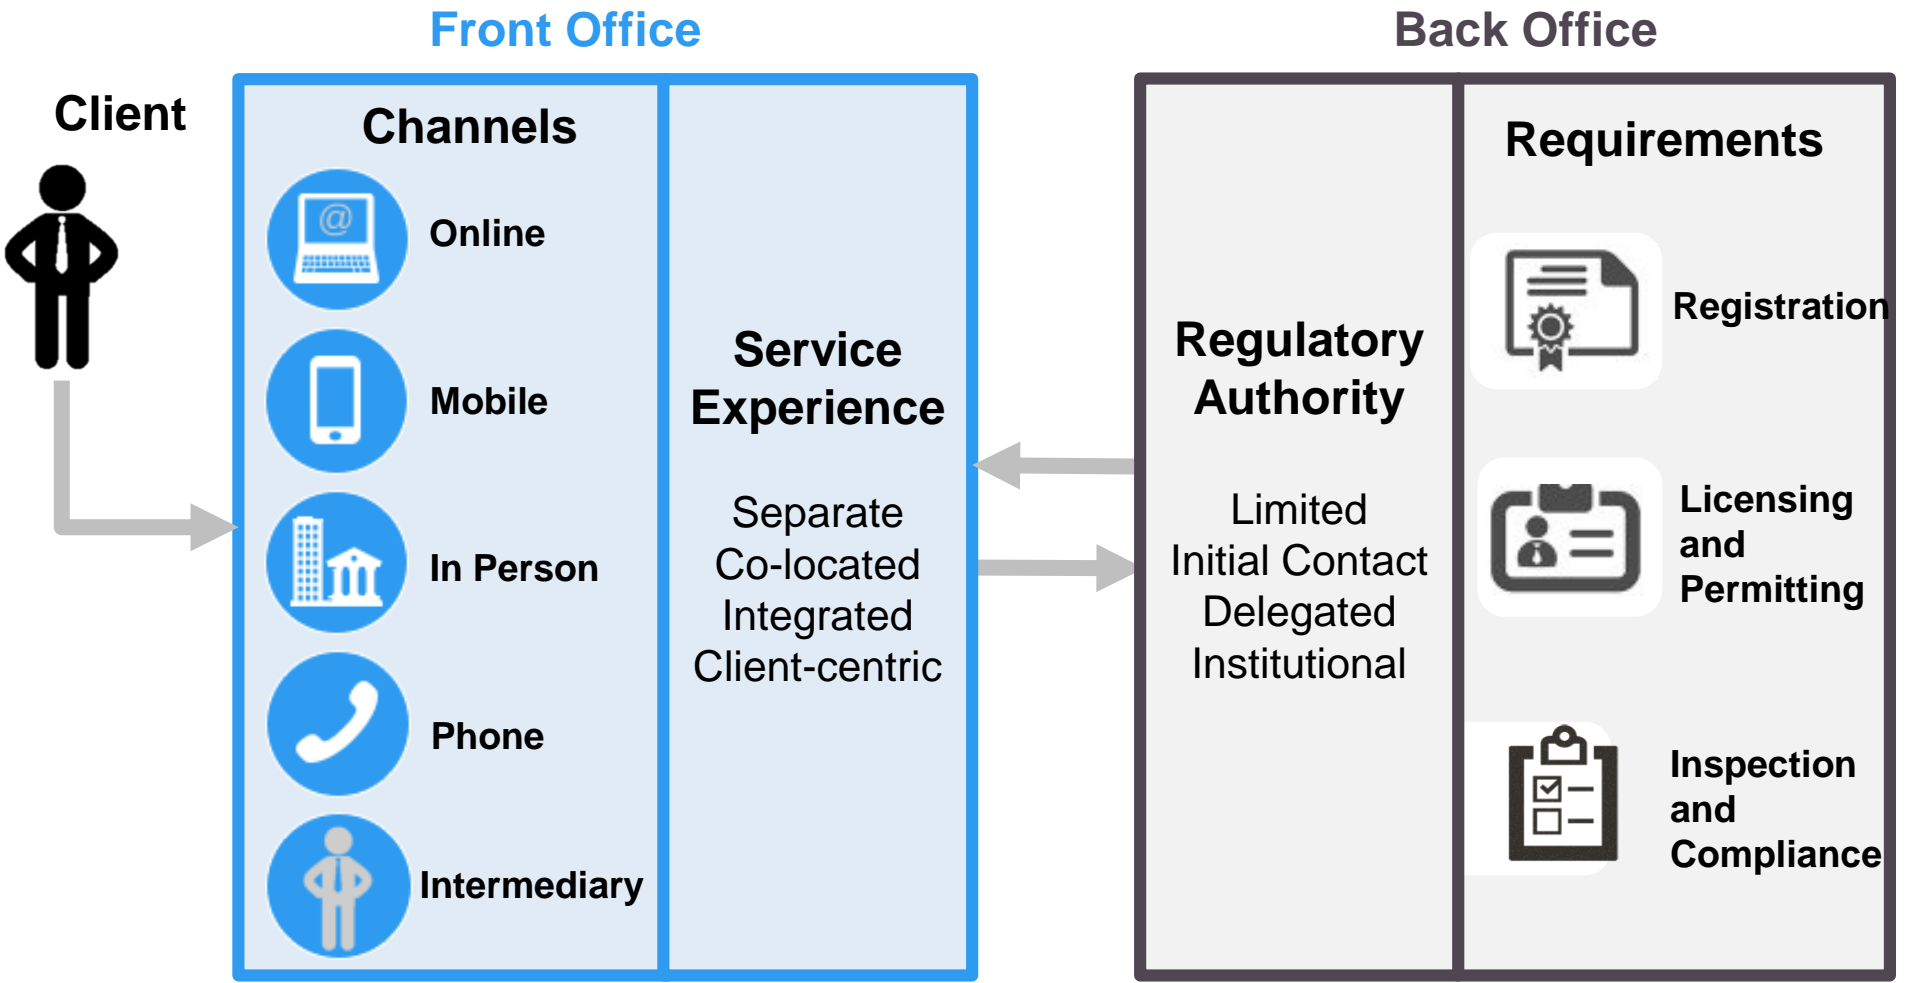 Front Office
Back Office
Client
Channels
@
Online
Mobile
In Person
Phone
Intermediary
Service
Experience
Separate
Co-located
Integrated
Client-centric
Regulatory
Authority
Limited
Initial Contact
Delegated
Institutional
Requirements
Registration
Licensing
and
Permitting
Inspection
and
Compliance